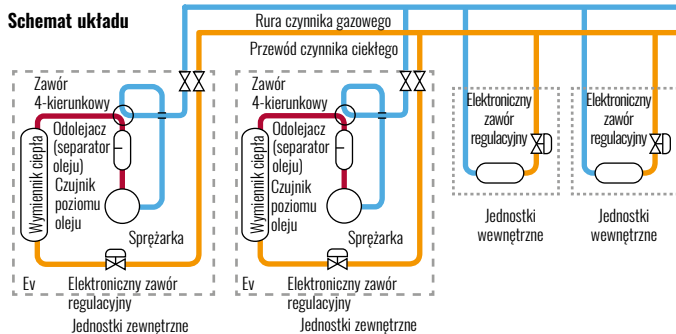 Schemat układu
Rura czynnika gazowego
Przewód czynnika ciekłego
Zawór
4-kierunkowy
Odolejacz
(separator
oleju)
Czujnik
poziomu
oleju
Wymiennik ciepła
Sprężarka
Ev
Elektroniczny zawór
regulacyjny
Jednostki zewnętrzne
Zawór
4-kierunkowy
Odolejacz
(separator
oleju)
Czujnik
poziomu
oleju
Wymiennik ciepła
Sprężarka
Ev
Elektroniczny zawór
regulacyjny
Jednostki zewnętrzne
Elektroniczny
zawór
regulacyjny
Jednostki
wewnętrzne
Elektroniczny
zawór
regulacyjny
Jednostki
wewnętrzne